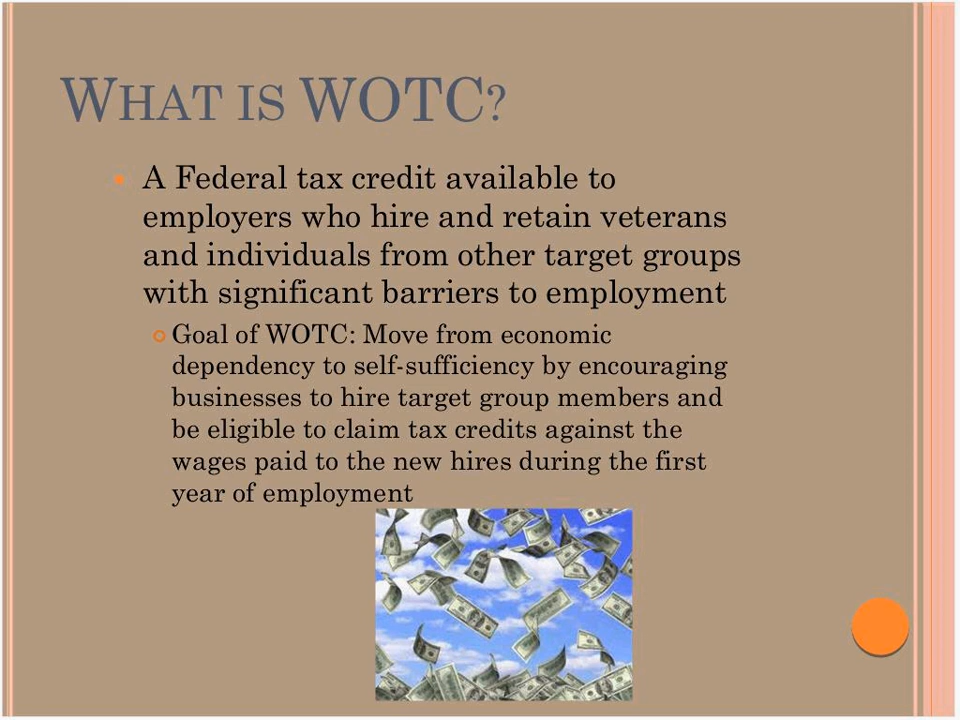 WHAT IS WOTC?
A Federal tax credit available to
employers who hire and retain veterans
and individuals from other target groups
with significant barriers to employment
Goal of WOTC: Move from economic
dependency to self-sufficiency by encouraging
businesses to hire target group members and
be eligible to claim tax credits against the
wages paid to the new hires during the first
year of employment